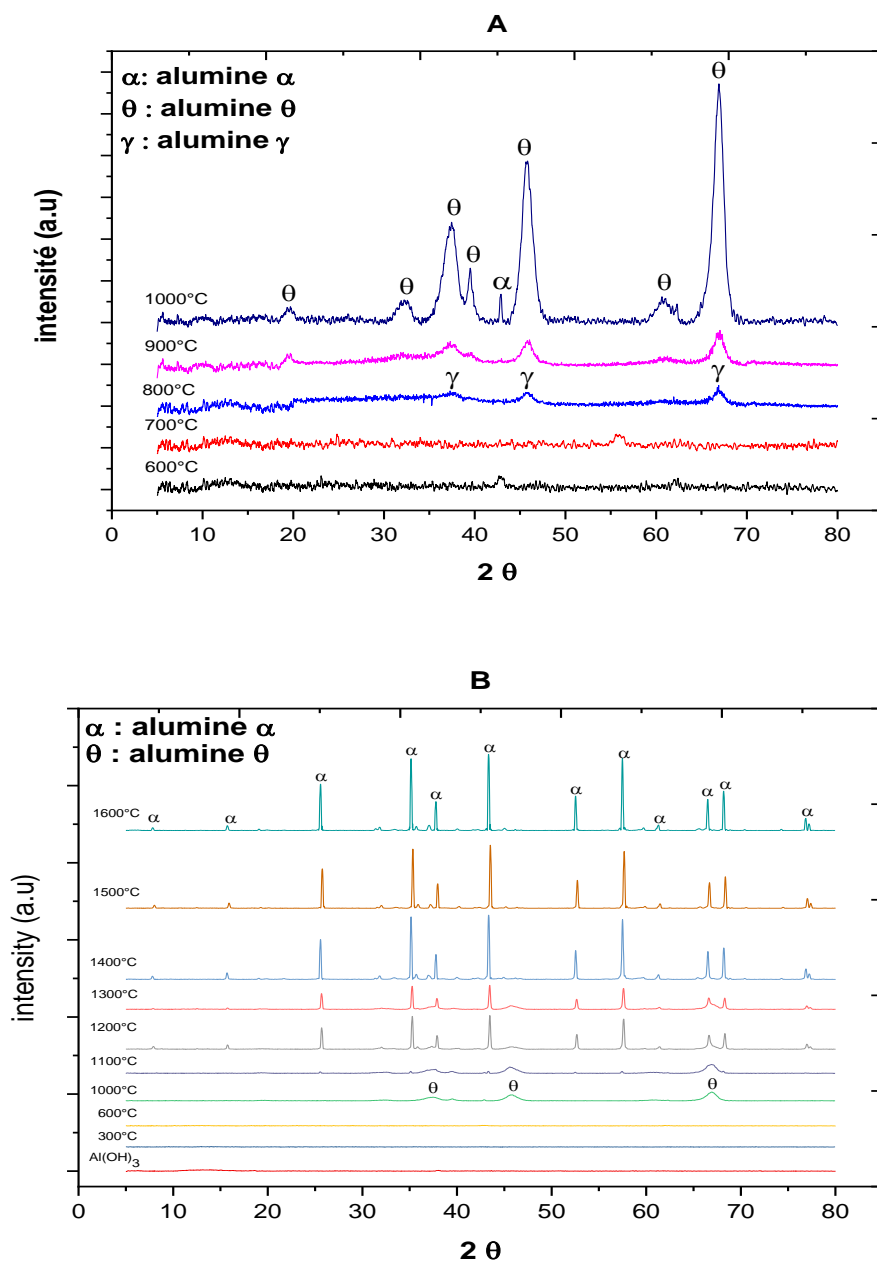 A
α: alumine α
θ : alumine θ
γ : alumine γ
θ
θ
θ
θ
θ
α
θ
θ
1000°C
900°C
γ γ γ
800°C
700°C
600°C
intensité (a.u)
0 10 20 30 40 50 60 70 80
2 θ
B
α : alumine α
θ : alumine θ
α α α α α α α α α α α α
1600°C
1500°C
1400°C
1300°C
1200°C
1100°C
θ θ θ
1000°C
600°C
300°C
Al(OH)3
intensity (a.u)
0 10 20 30 40 50 60 70 80
2 θ